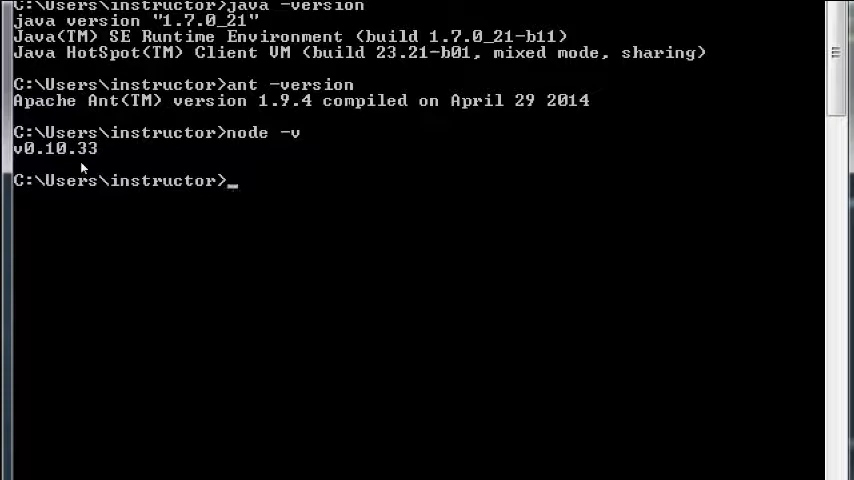 C:\Users\instructor>java -version
java version "1.7.0_21"
Java(TM) SE Runtime Environment (build 1.7.0_21-b11)
Java HotSpot(TM) Client VM (build 23.21-b01, mixed mode, sharing)
C:\Users\instructor>ant -version
Apache Ant(TM) version 1.9.4 compiled on April 29 2014
C:\Users\instructor>node -v
v0.10.33
C:\Users\instructor>_